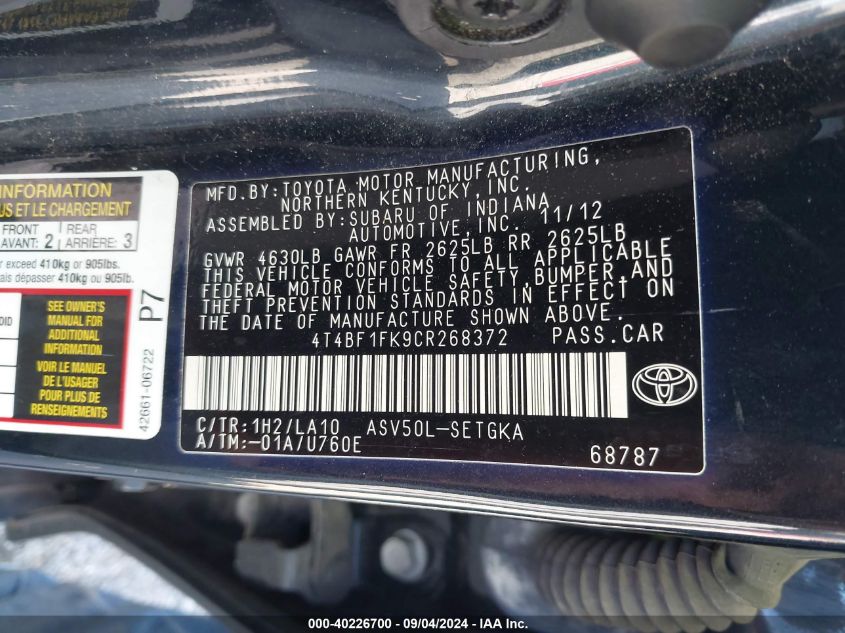 INFORMATION
US ET LE CHARGEMENT
FRONT
AVANT: 2
REAR
ARRIÈRE: 3
r exceed 410kg or 905lbs.
ais dépasser 410 kg ou 905lb.
OID
SEE OWNER'S
MANUAL FOR
ADDITIONAL
INFORMATION
VOIR LE MANUEL
DE L'USAGER
POUR PLUS DE
RENSEIGNEMENTS
P7
42661-06722
MFD.BY:TOYOTA MOTOR MANUFACTURING,
NORTHERN KENTUCKY,INC.
ASSEMBLED BY:SUBARU OF INDIANA
AUTOMOTIVE,INC. 11/12
GVWR 4630LB GAWR FR 2625LB RR 2625LB
THIS VEHICLE CONFORMS TO ALL APPLICABLE
FEDERAL MOTOR VEHICLE SAFETY,BUMPER,AND
THEFT PREVENTION STANDARDS IN EFFECT ON
THE DATE OF MANUFACTURE SHOWN ABOVE.
4T4BF1FK9CR268372 PASS.CAR
C/TR:1H2/LA10 ASV50L-SETGKA
A/TM:-01A/U760E
68787
000-40226700 - 09/04/2024 - IAA Inc.